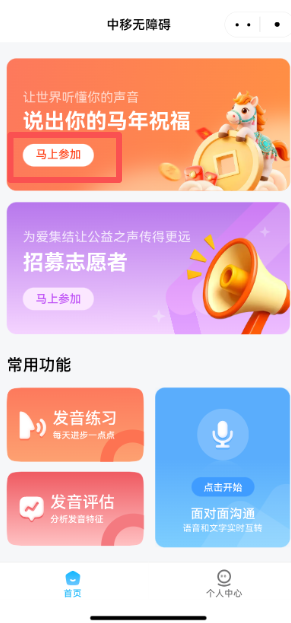 中移无障碍
让世界听懂你的声音
说出你的马年祝福
马上参加
为爱集结让公益之声传得更远
招募志愿者
马上参加
常用功能
发音练习
每天进步一点点
发音评估
分析发音特征
点击开始
面对面沟通
语音和文字实时互转
首页
个人中心